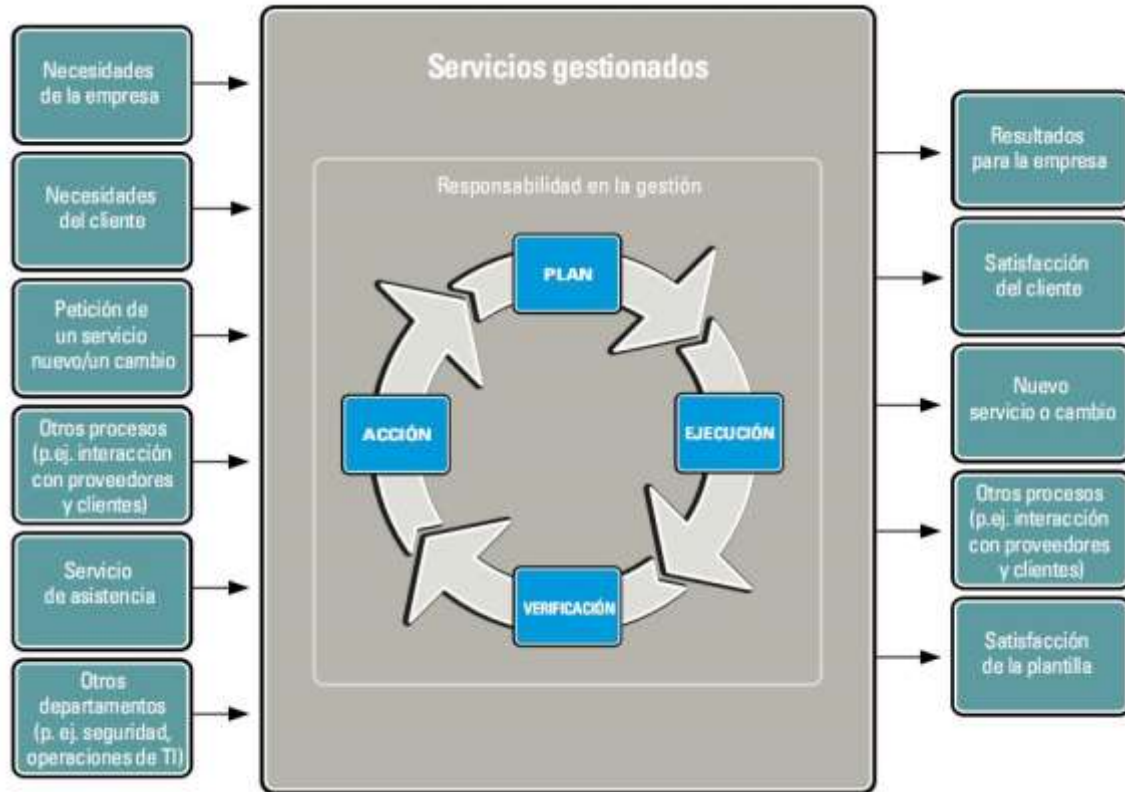 Necesidades
de la empresa
Necesidades
del cliente
Petición de
un servicio
nuevo/un cambio
Otros procesos
(p.ej. interacción
con proveedores
y clientes)
Servicio
de asistencia
Otros
departamentos
(p. ej. seguridad,
operaciones de TI)
Servicios gestionados
Responsabilidad en la gestión
PLAN
ACCIÓN
EJECUCIÓN
VERIFICACIÓN
Resultados
para la empresa
Satisfacción
del cliente
Nuevo
servicio o cambio
Otros procesos
(p.ej. interacción
con proveedores
y clientes)
Satisfacción
de la plantilla